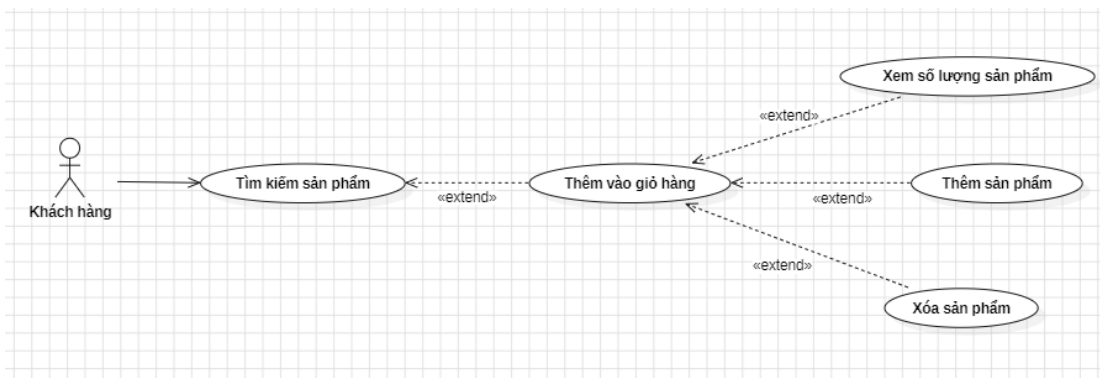 Xem số lượng sản phẩm
«extend»
Khách hàng
Tìm kiếm sản phẩm
«extend»
Thêm vào giỏ hàng
«extend»
Thêm sản phẩm
«extend»
Xóa sản phẩm